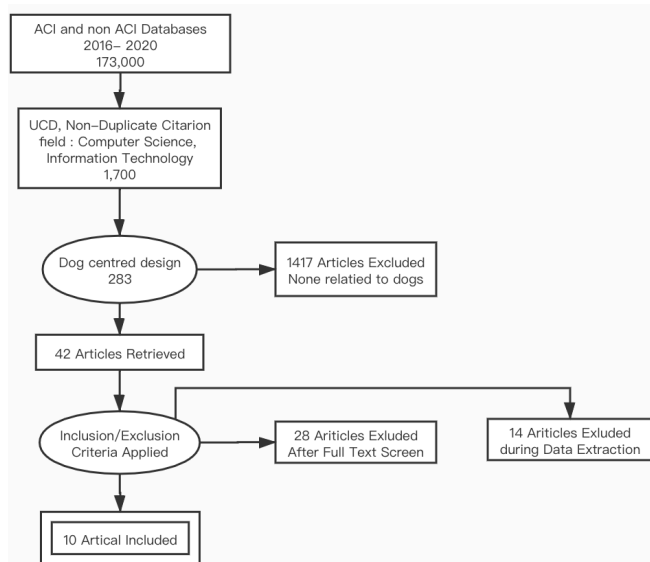 ACI and non ACI Databases
2016– 2020
173,000
UCD, Non–Duplicate Citarion
field : Computer Science,
Information Technology
1,700
Dog centred design
283
1417 Articles Excluded
None relatied to dogs
42 Articles Retrieved
Inclusion/Exclusion
Criteria Applied
28 Ariticles Exluded
After Full Text Screen
14 Ariticles Exluded
during Data Extraction
10 Artical Included